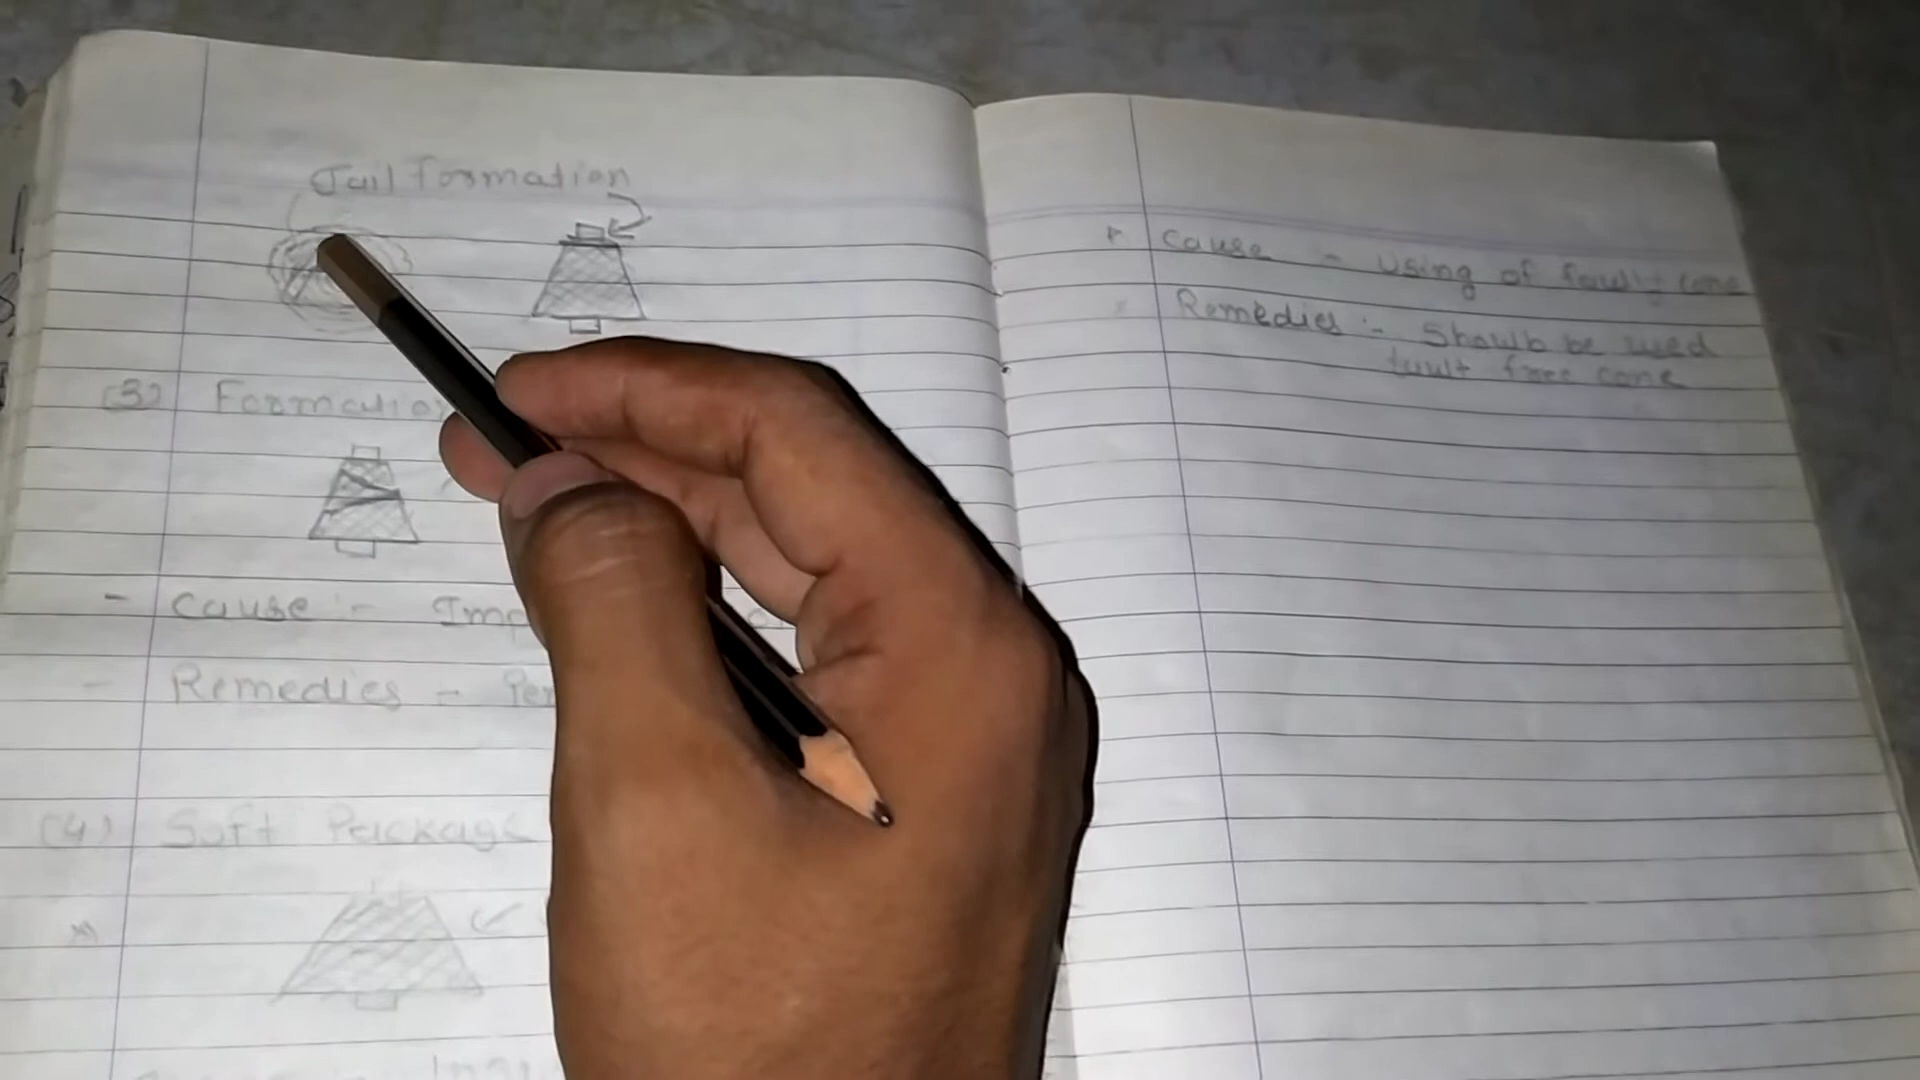 Tail formation
(3) Formation
- Cause :- Imp
- Remedies - Per
(4) Soft Package
Cause - Using of faulty cone
Remedies :- Should be used
fault free cone